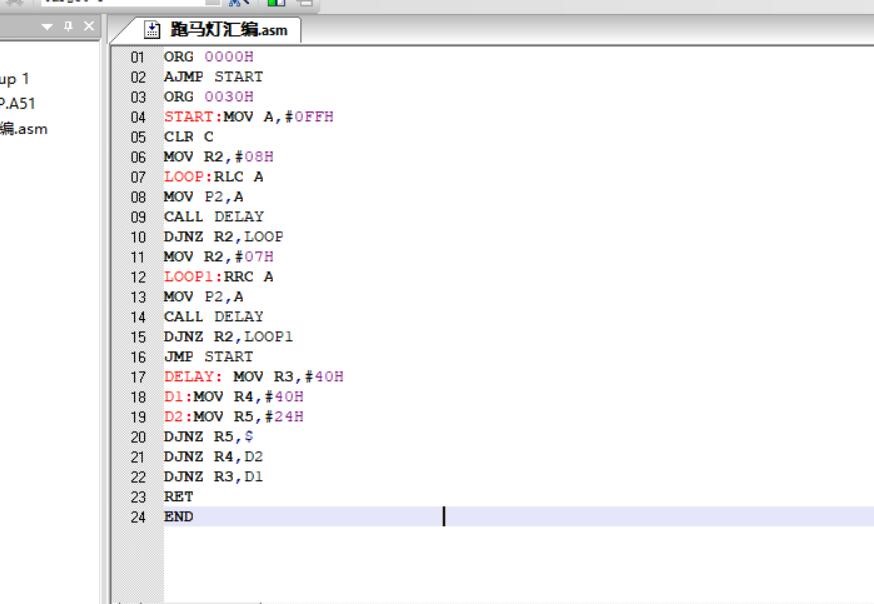 up 1
P.A51
编.asm
跑马灯汇编.asm
01 ORG 0000H
02 AJMP START
03 ORG 0030H
04 START:MOV A,#0FFH
05 CLR C
06 MOV R2,#08H
07 LOOP:RLC A
08 MOV P2,A
09 CALL DELAY
10 DJNZ R2,LOOP
11 MOV R2,#07H
12 LOOP1:RRC A
13 MOV P2,A
14 CALL DELAY
15 DJNZ R2,LOOP1
16 JMP START
17 DELAY: MOV R3,#40H
18 D1:MOV R4,#40H
19 D2:MOV R5,#24H
20 DJNZ R5,$
21 DJNZ R4,D2
22 DJNZ R3,D1
23 RET
24 END